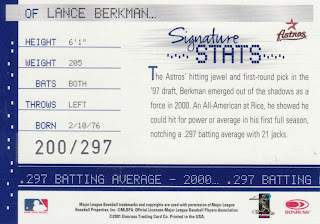 OF LANCE BERKMAN...
HEIGHT 6'1"
WEIGHT 205
BATS BOTH
THROWS LEFT
BORN 2/10/76
200/297
Signature
STATS
Astros
The Astros' hitting jewel and first-round pick in
the '97 draft, Berkman emerged out of the shadows as a
force in 2000. An All-American at Rice, he showed he
could hit for power or average in his first full season,
notching a .297 batting average with 21 jacks.
.297 BATTING AVERAGE - 2000... .297 BATTING AV
Major League Baseball trademarks and copyrights are used with permission of Major League
Baseball Properties, Inc. ©MLBPA. Official Licensee-Major League Baseball Players Association.
©2001 Donruss Trading Card Co. Printed in the U.S.A.
DONRUSS